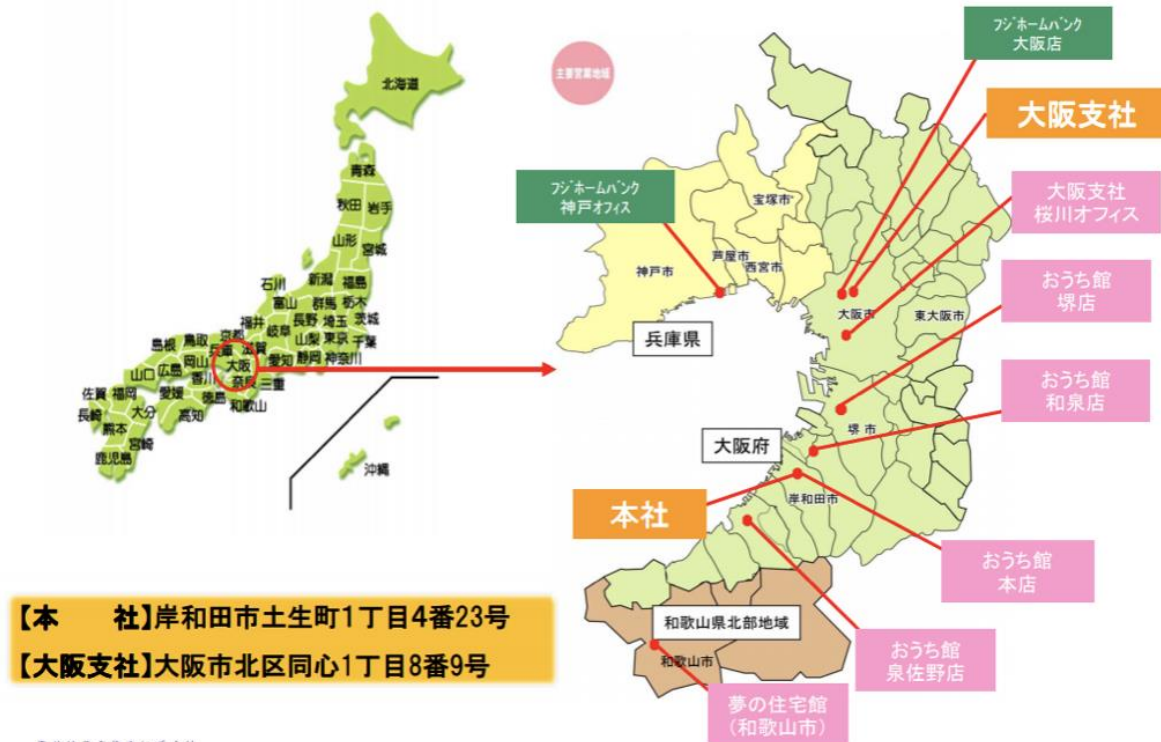 北海道
青森
秋田
岩手
山形
宮城
石川
新潟
福島
富山
群馬
栃木
福井
岐阜
長野
埼玉
茨城
島根
鳥取
京都
兵庫
滋賀
愛知
山梨
東京
千葉
静岡
神奈川
山口
広島
岡山
香川
大阪
奈良
三重
佐賀
福岡
愛媛
徳島
和歌山
長崎
大分
高知
熊本
宮崎
鹿児島
沖縄
主要営業地域
フジホームバンク
大阪店
大阪支社
フジホームバンク
神戸オフィス
大阪支社
桜川オフィス
おうち館
堺店
おうち館
和泉店
おうち館
本店
おうち館
泉佐野店
夢の住宅館
(和歌山市)
本社
宝塚市
芦屋市
西宮市
神戸市
兵庫県
大阪市
東大阪市
堺市
大阪府
岸和田市
和歌山県北部地域
和歌山市
【本　　社】岸和田市土生町1丁目4番23号
【大阪支社】大阪市北区同心1丁目8番9号